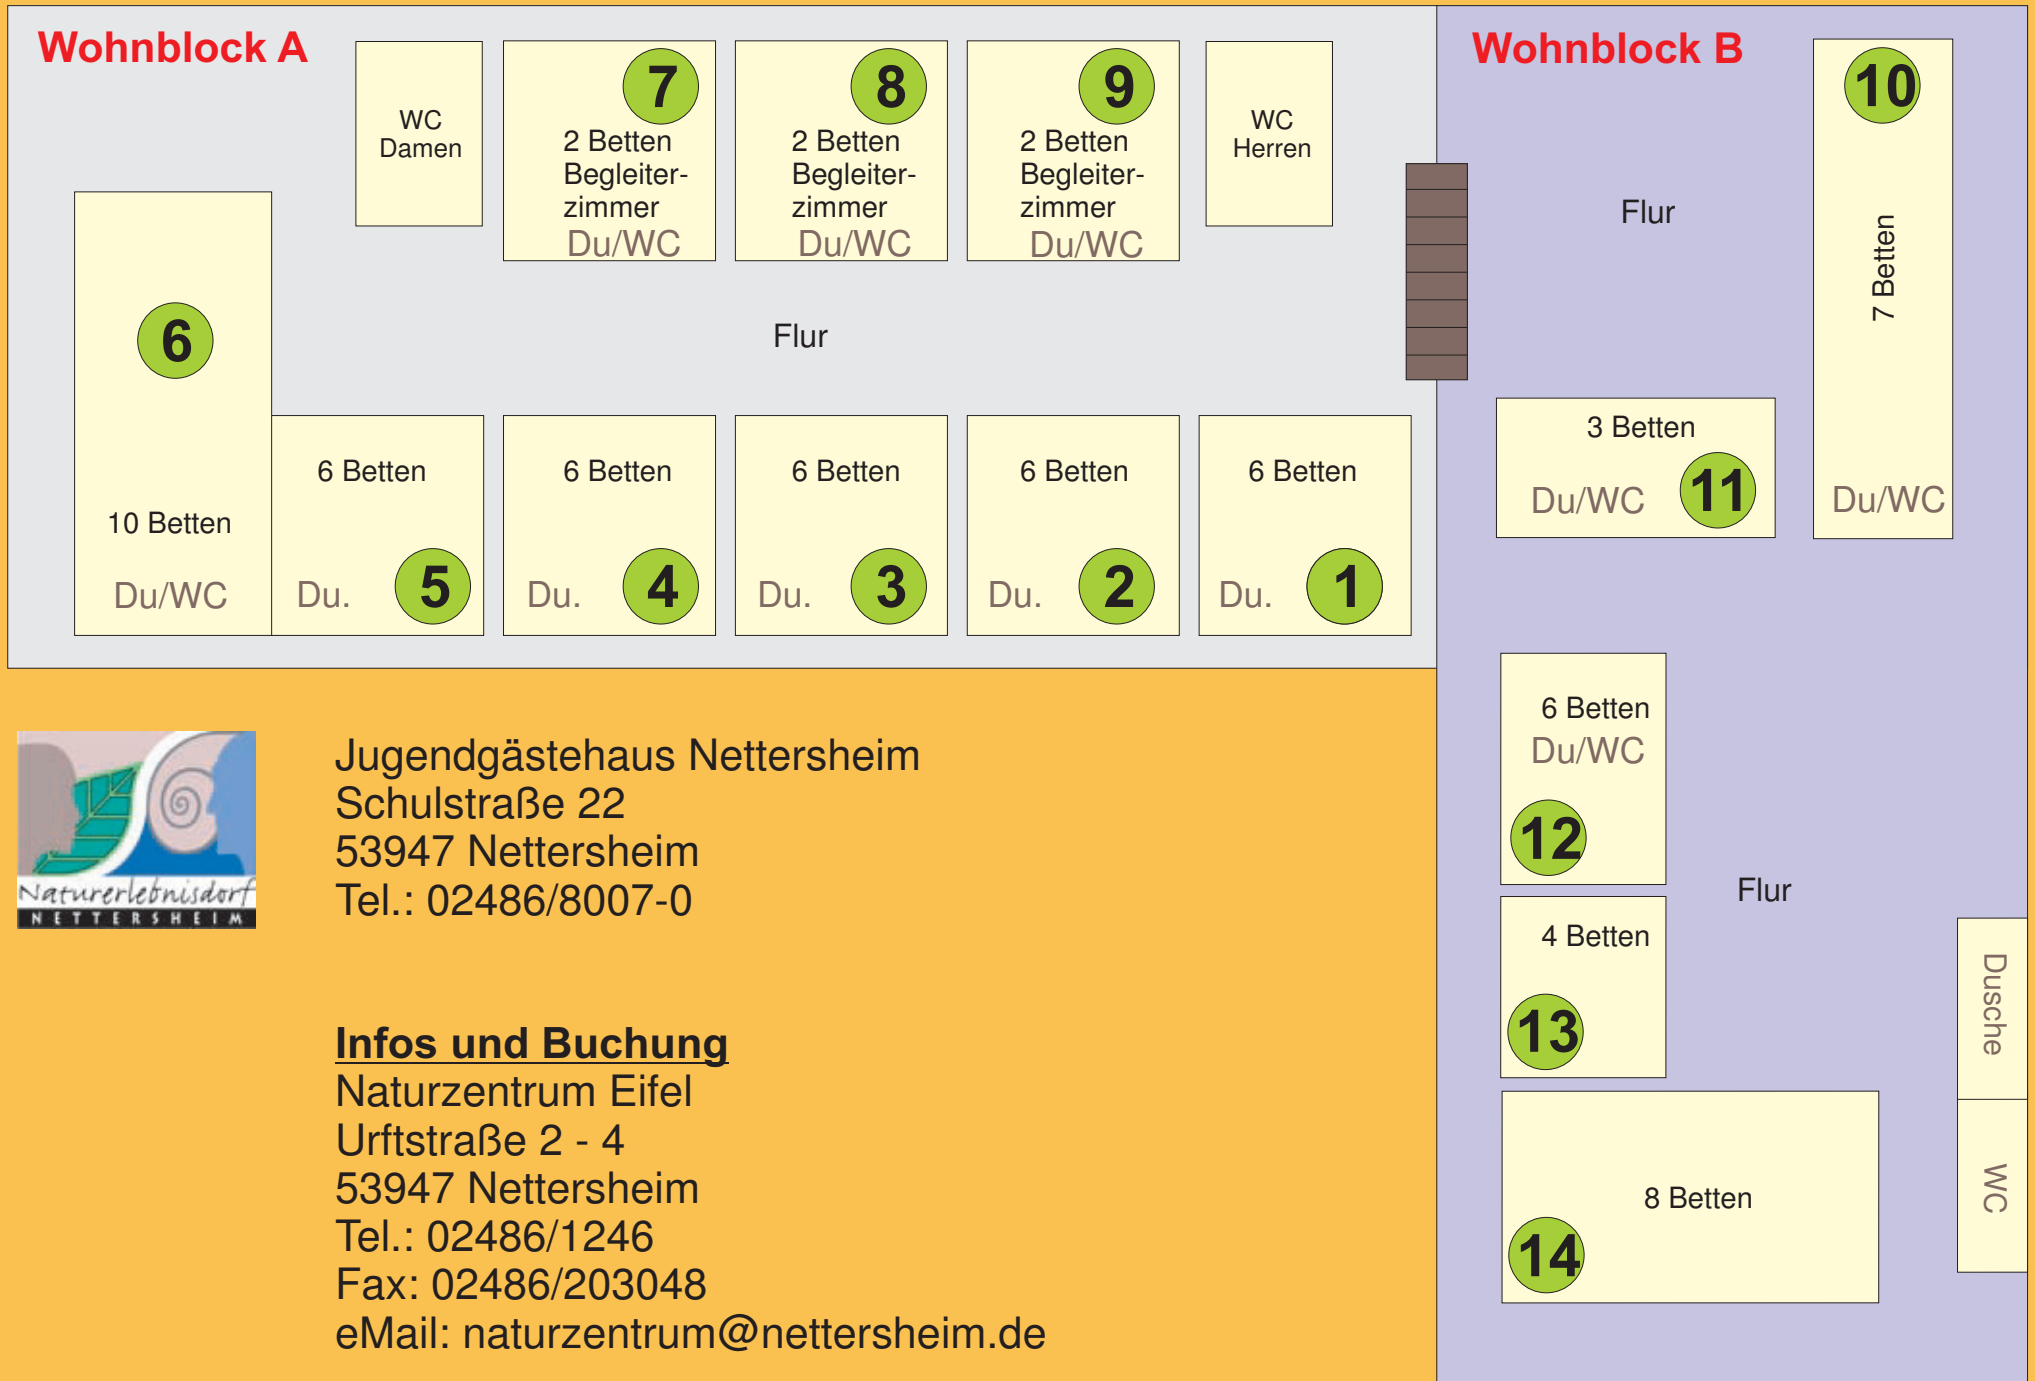 Wohnblock A
WC
Damen
7
2 Betten
Begleiter-
zimmer
Du/WC
8
2 Betten
Begleiter-
zimmer
Du/WC
9
2 Betten
Begleiter-
zimmer
Du/WC
WC
Herren
6
10 Betten
Du/WC
Flur
6 Betten
Du.
5
6 Betten
Du.
4
6 Betten
Du.
3
6 Betten
Du.
2
6 Betten
Du.
1
Wohnblock B
10
7 Betten
Du/WC
Flur
3 Betten
Du/WC
11
6 Betten
Du/WC
12
Flur
4 Betten
13
8 Betten
14
Dusche
WC
Naturerlebnisdorf
NETTERSHEIM
Jugendgästehaus Nettersheim
Schulstraße 22
53947 Nettersheim
Tel.: 02486/8007-0
Infos und Buchung
Naturzentrum Eifel
Urftstraße 2 - 4
53947 Nettersheim
Tel.: 02486/1246
Fax: 02486/203048
eMail: naturzentrum@nettersheim.de